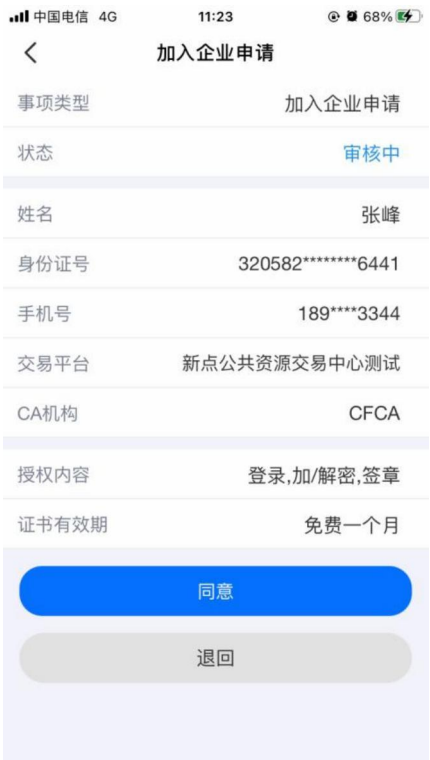 中国电信 4G 11:23 68%
加入企业申请
事项类型 加入企业申请
状态 审核中
姓名 张峰
身份证号 320582********6441
手机号 189****3344
交易平台 新点公共资源交易中心测试
CA机构 CFCA
授权内容 登录,加/解密,签章
证书有效期 免费一个月
同意
退回